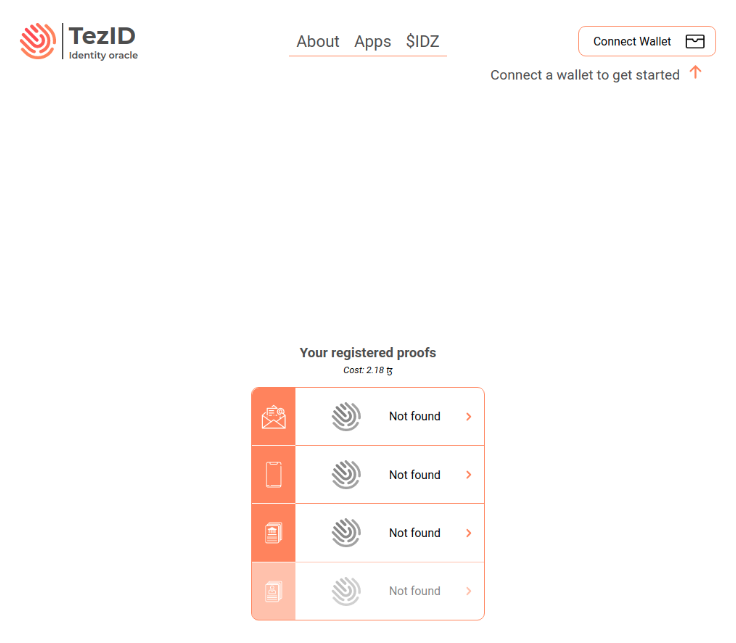 TezID
Identity oracle
About Apps $IDZ
Connect Wallet
Connect a wallet to get started
Your registered proofs
Cost: 2.18 ꜩ
Not found
Not found
Not found
Not found